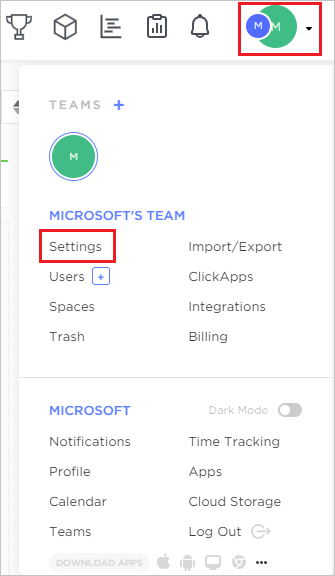 M M
TEAMS +
M
MICROSOFT'S TEAM
Settings Import/Export
Users + ClickApps
Spaces Integrations
Trash Billing
MICROSOFT Dark Mode
Notifications Time Tracking
Profile Apps
Calendar Cloud Storage
Teams Log Out
DOWNLOAD APPS